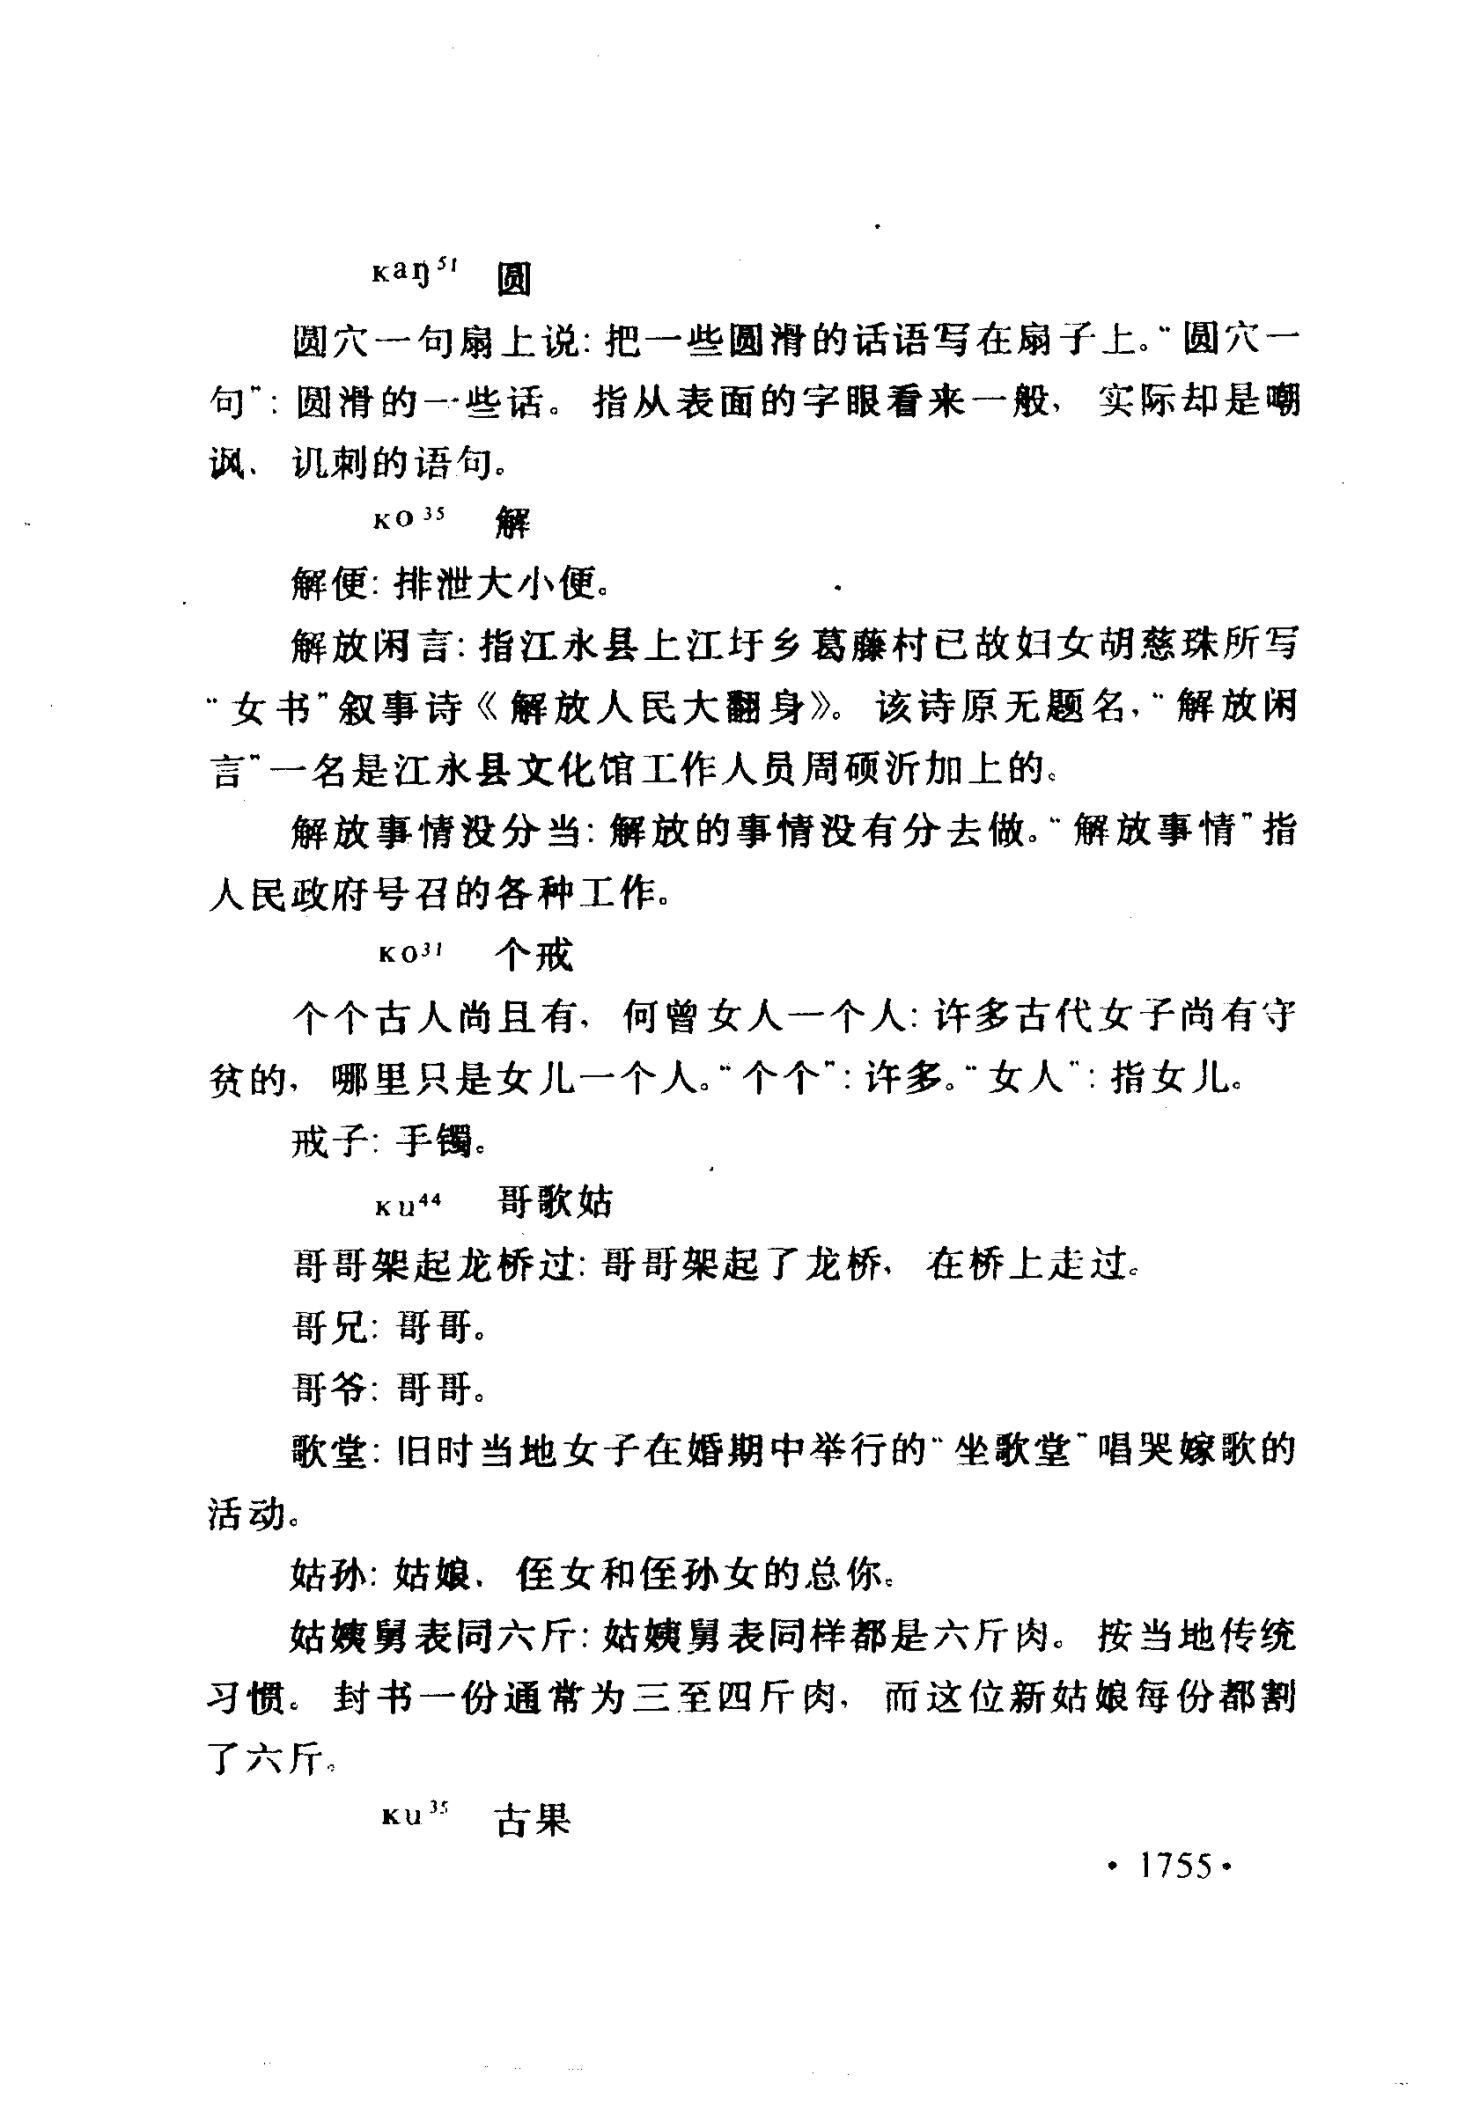 kaŋ⁵¹ 圆
圆穴一句扇上说：把一些圆滑的话语写在扇子上。“圆穴一
句”：圆滑的一些话。指从表面的字眼看来一般，实际却是嘲
讽、讥刺的语句。
ko³⁵ 解
解便：排泄大小便。
解放闲言：指江永县上江圩乡葛藤村已故妇女胡慈珠所写
“女书”叙事诗《解放人民大翻身》。该诗原无题名，“解放闲
言”一名是江永县文化馆工作人员周硕沂加上的。
解放事情没分当：解放的事情没有分去做。“解放事情”指
人民政府号召的各种工作。
ko³¹ 个戒
个个古人尚且有，何曾女人一个人：许多古代女子尚有守
贫的，哪里只是女儿一个人。“个个”：许多。“女人”：指女儿。
戒子：手镯。
ku⁴⁴ 哥歌姑
哥哥架起龙桥过：哥哥架起了龙桥，在桥上走过。
哥兄：哥哥。
哥爷：哥哥。
歌堂：旧时当地女子在婚期中举行的“坐歌堂”唱哭嫁歌的
活动。
姑孙：姑娘、侄女和侄孙女的总你。
姑姨舅表同六斤：姑姨舅表同样都是六斤肉。按当地传统
习惯。封书一份通常为三至四斤肉，而这位新姑娘每份都割
了六斤。
ku³⁵ 古果
·1755·